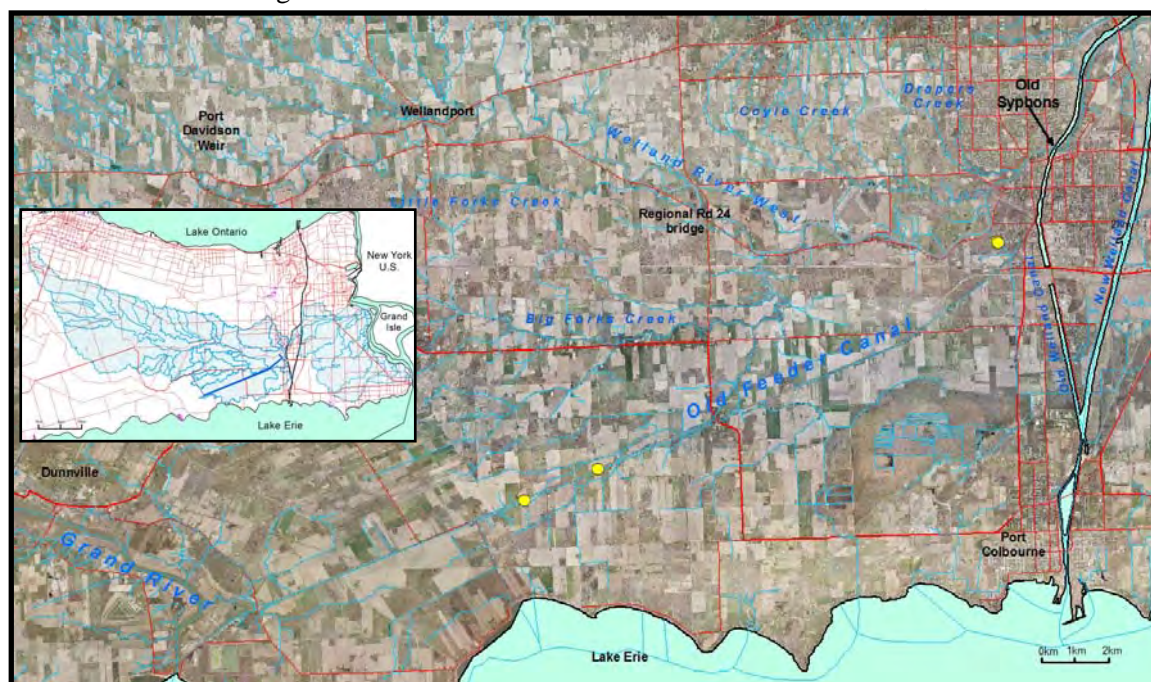 Old
Syphons
Drapers
Creek
Coyle Creek
Wellandport
Port
Davidson
Weir
Welland River West
New Welland Canal
Little Forks Creek
Regional Rd 24
bridge
Lake Ontario
New York
U.S.
Grand
Isle
Lake Erie
Old Welland Canal
Big Forks Creek
Old Feeder Canal
Dunnville
Grand River
Port
Colbourne
Lake Erie
0km 1km 2km